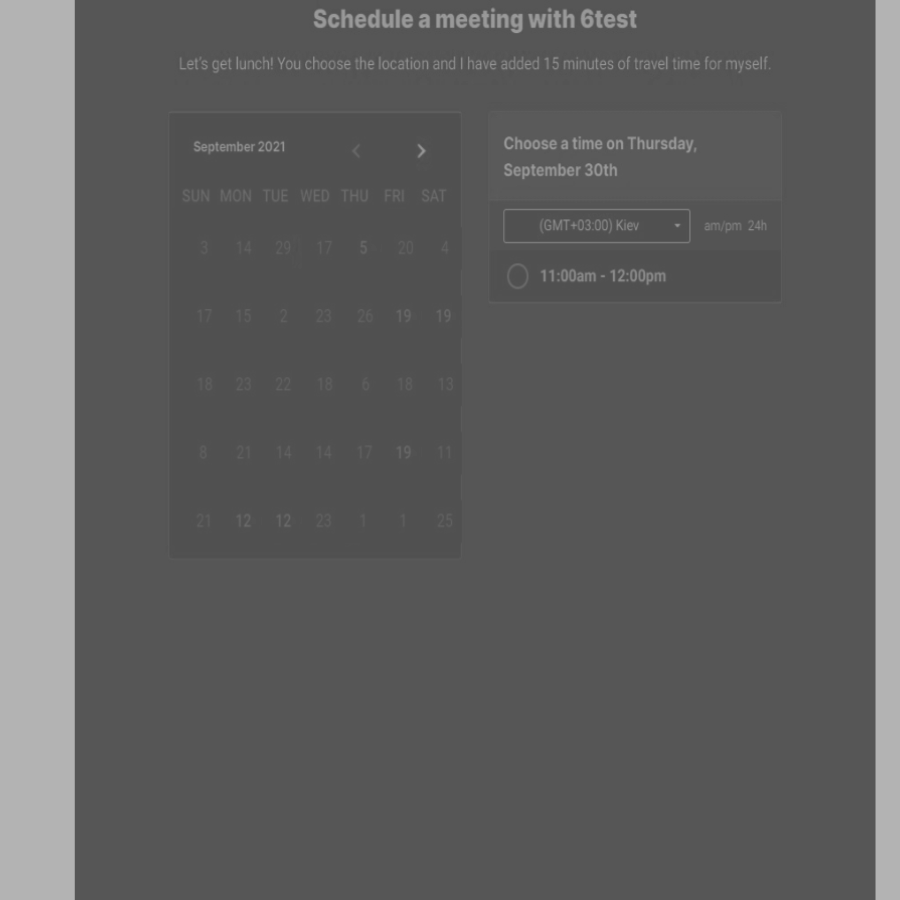 Schedule a meeting with 6test
Let's get lunch! You choose the location and I have added 15 minutes of travel time for myself.
September 2021
SUN MON TUE WED THU FRI SAT
3 14 29 17 5 20 4
17 15 2 23 26 19 19
18 23 22 18 6 18 13
8 21 14 14 17 19 11
21 12 12 23 1 1 25
Choose a time on Thursday,
September 30th
(GMT+03:00) Kiev am/pm 24h
11:00am - 12:00pm